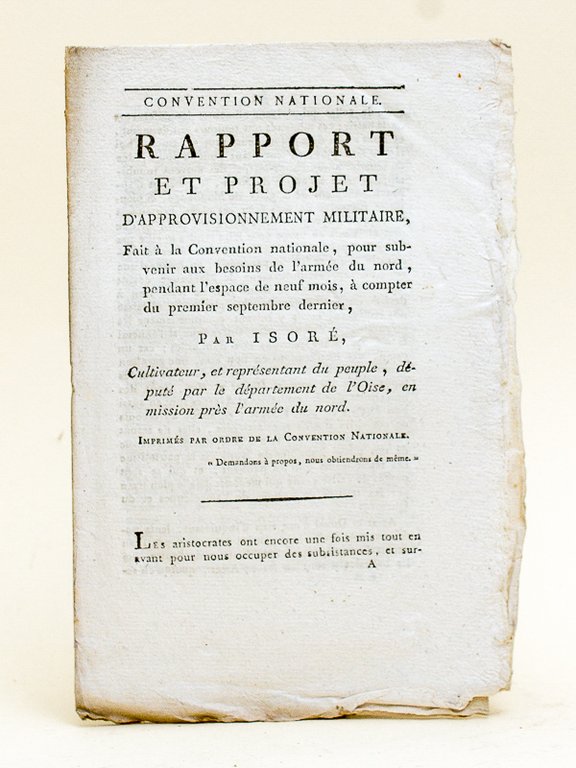 CONVENTION NATIONALE.
RAPPORT
ET PROJET
D'APPROVISIONNEMENT MILITAIRE,
Fait à la Convention nationale, pour sub-
venir aux besoins de l'armée du nord,
pendant l'espace de neuf mois, à compter
du premier septembre dernier,
PAR ISORÉ,
Cultivateur, et représentant du peuple, dé-
puté par le département de l'Oise, en
mission près l'armée du nord.
IMPRIMÉS PAR ORDRE DE LA CONVENTION NATIONALE.
« Demandons à propos, nous obtiendrons de même. »
LES aristocrates ont encore une fois mis tout en
avant pour nous occuper des subsistances, et sur-
A